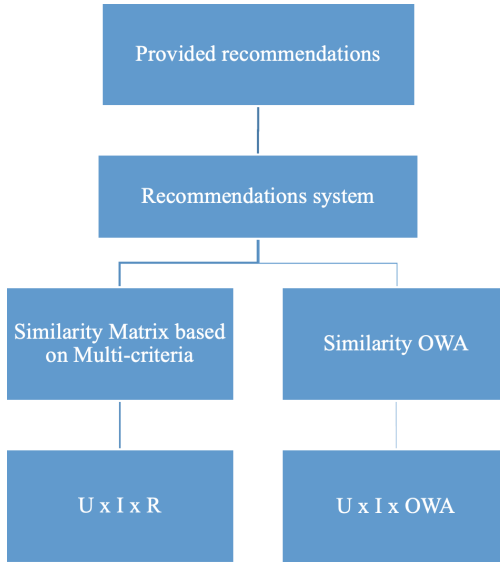 Provided recommendations
Recommendations system
Similarity Matrix based
on Multi-criteria
Similarity OWA
U x I x R
U x I x OWA